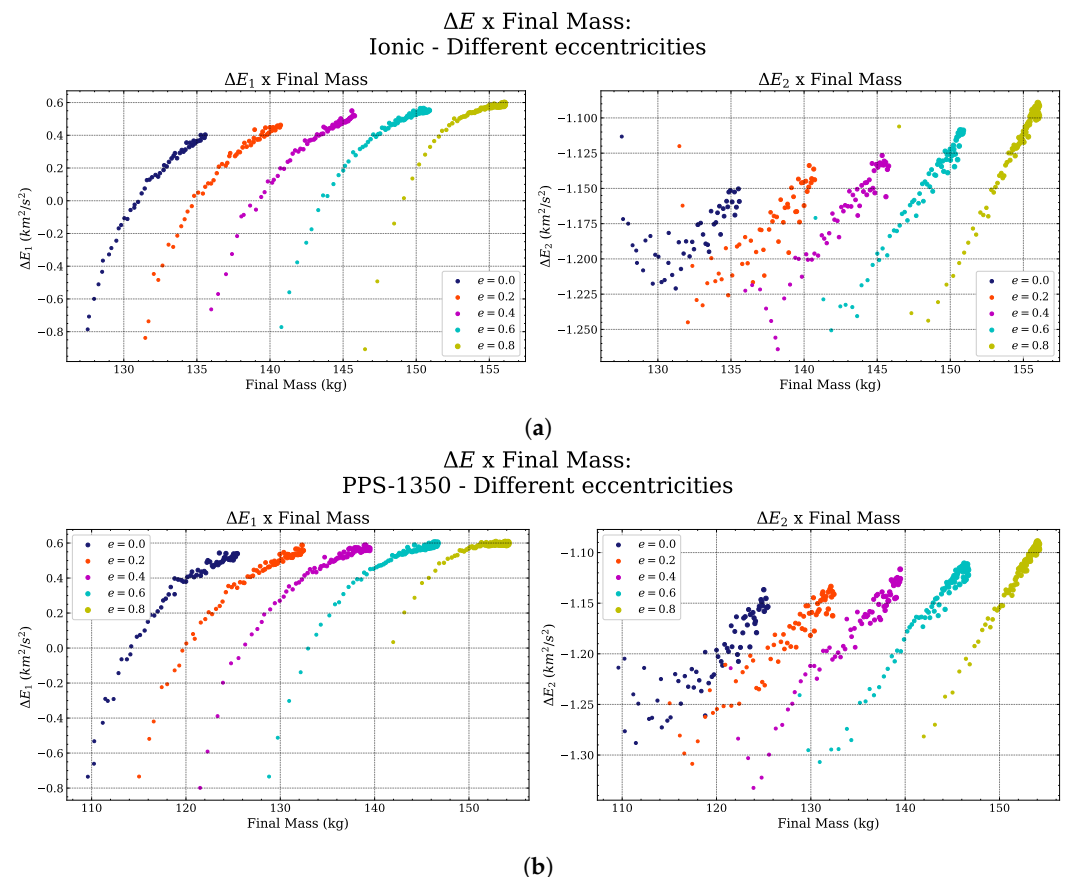 ΔE x Final Mass:
Ionic - Different eccentricities
ΔE₁ x Final Mass
0.6
0.4
0.2
0.0
−0.2
−0.4
−0.6
−0.8
ΔE₁ (km²/s²)
130
135
140
145
150
155
Final Mass (kg)
e = 0.0
e = 0.2
e = 0.4
e = 0.6
e = 0.8
ΔE₂ x Final Mass
−1.100
−1.125
−1.150
−1.175
−1.200
−1.225
−1.250
ΔE₂ (km²/s²)
130
135
140
145
150
155
Final Mass (kg)
e = 0.0
e = 0.2
e = 0.4
e = 0.6
e = 0.8
(a)
ΔE x Final Mass:
PPS-1350 - Different eccentricities
ΔE₁ x Final Mass
0.6
0.4
0.2
0.0
−0.2
−0.4
−0.6
−0.8
ΔE₁ (km²/s²)
110
120
130
140
150
Final Mass (kg)
e = 0.0
e = 0.2
e = 0.4
e = 0.6
e = 0.8
ΔE₂ x Final Mass
−1.10
−1.15
−1.20
−1.25
−1.30
ΔE₂ (km²/s²)
110
120
130
140
150
Final Mass (kg)
e = 0.0
e = 0.2
e = 0.4
e = 0.6
e = 0.8
(b)